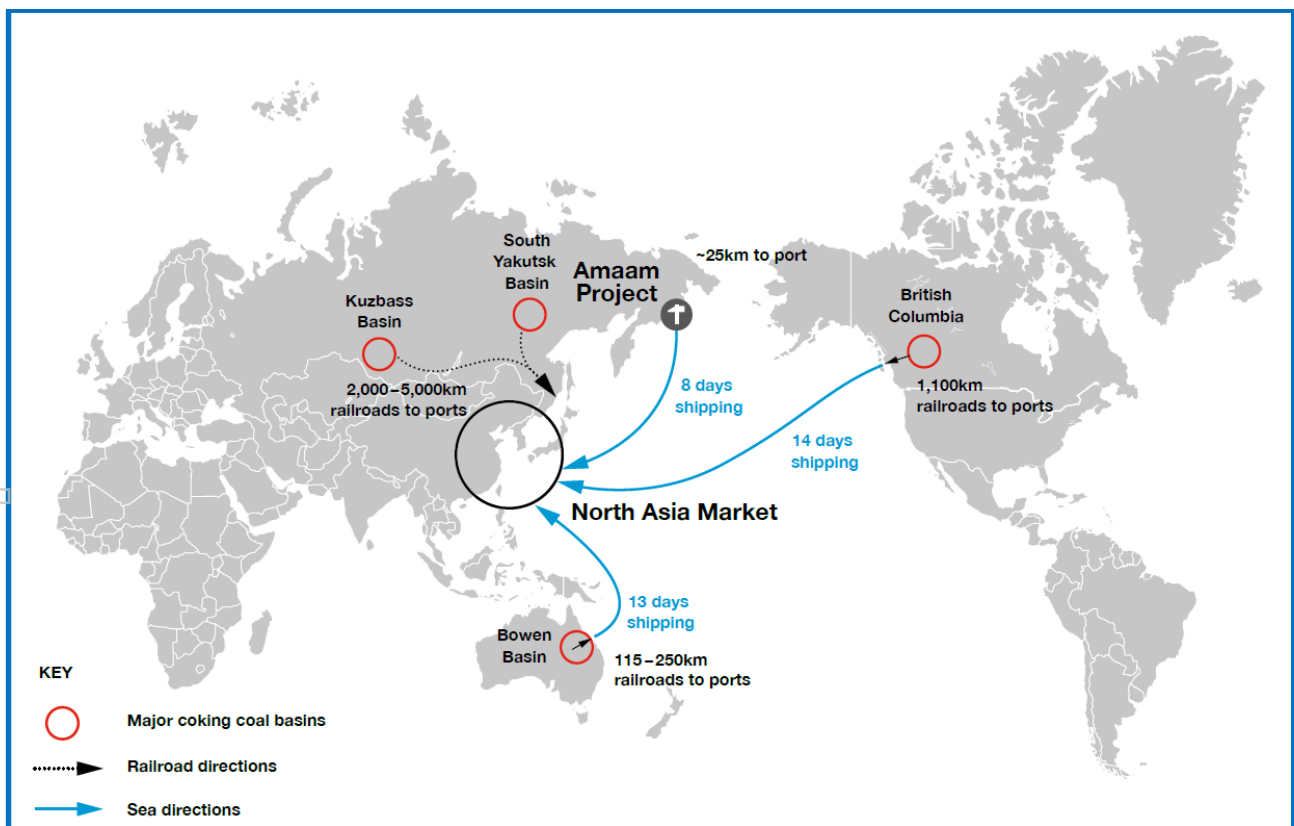 South
Yakutsk
Basin
Amaam
Project
~25km to port
Kuzbass
Basin
British
Columbia
2,000–5,000km
railroads to ports
8 days
shipping
1,100km
railroads to ports
14 days
shipping
North Asia Market
13 days
shipping
Bowen
Basin
115–250km
railroads to ports
KEY
Major coking coal basins
Railroad directions
Sea directions